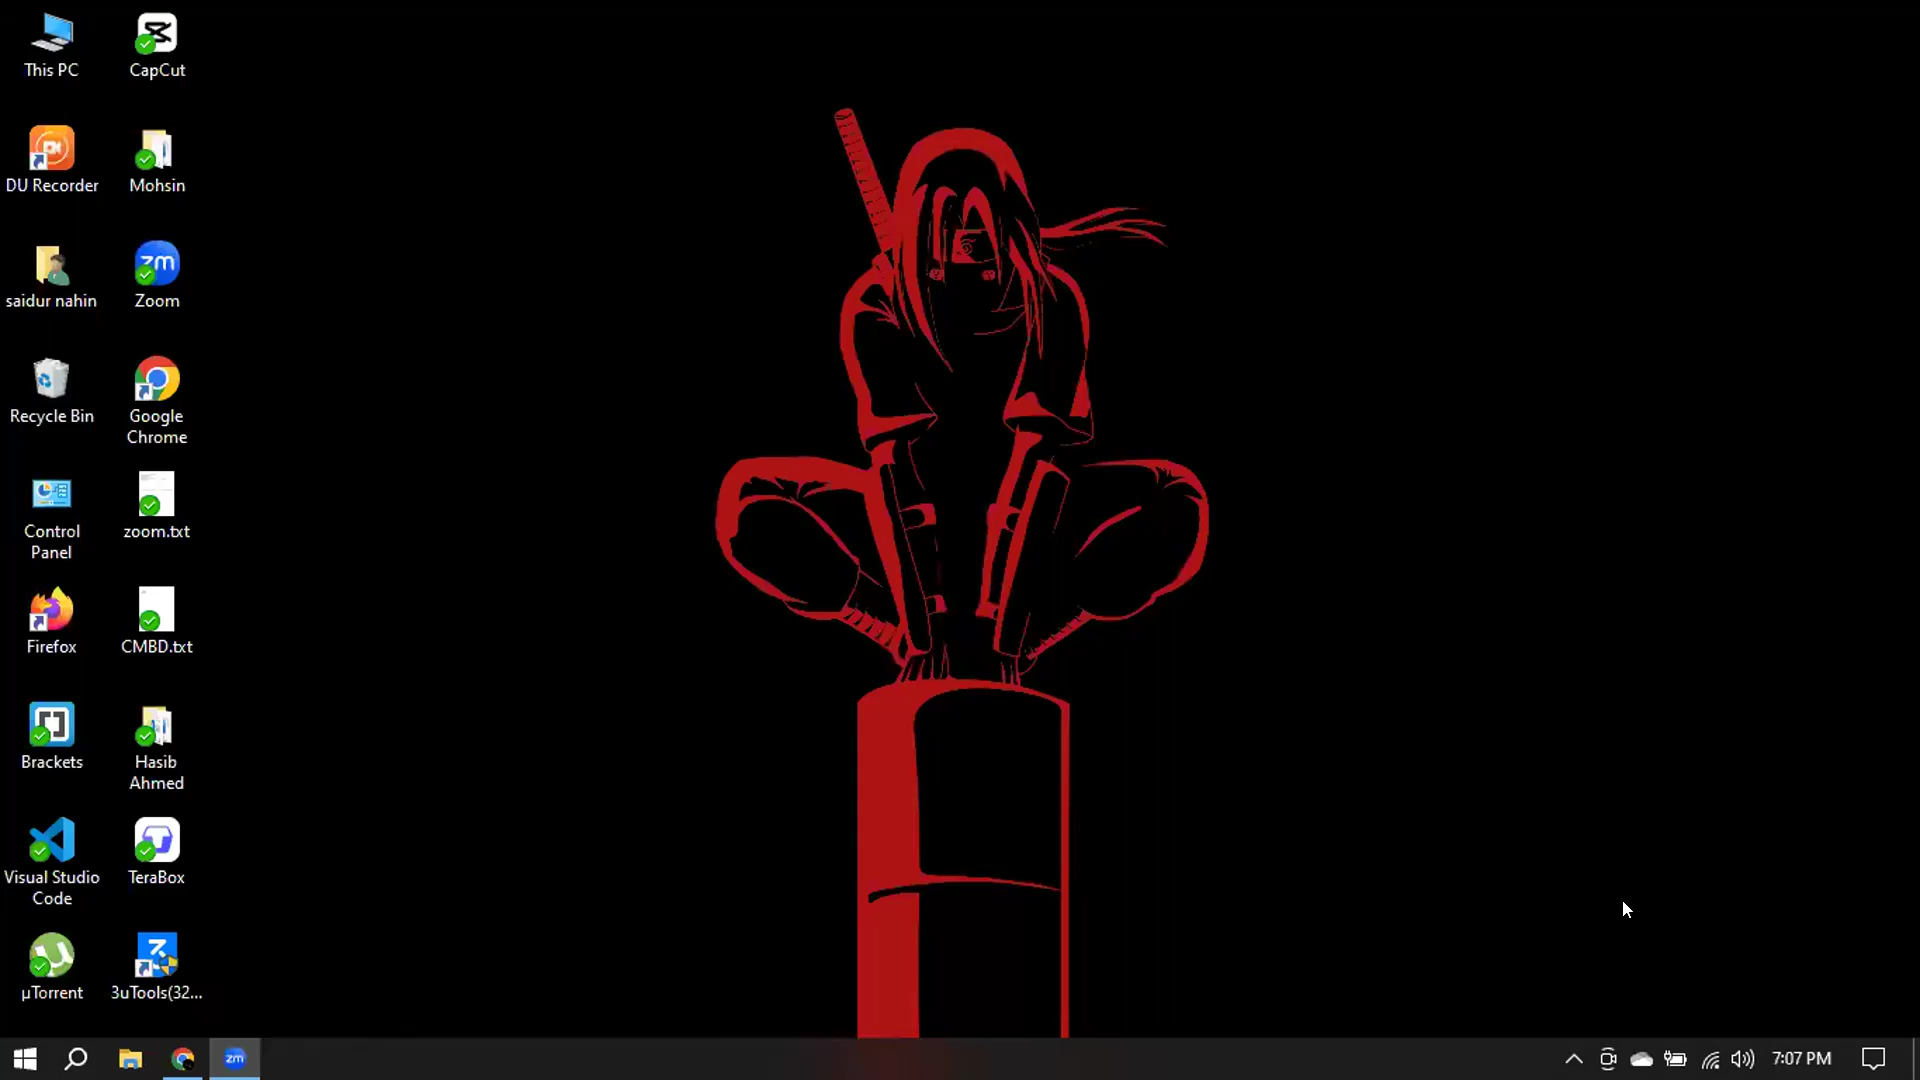 This PC
CapCut
DU Recorder
Mohsin
saidur nahin
zm
Zoom
Recycle Bin
Google
Chrome
Control
Panel
zoom.txt
Firefox
CMBD.txt
Brackets
Hasib
Ahmed
Visual Studio
Code
TeraBox
µTorrent
3uTools(32...
zm
7:07 PM